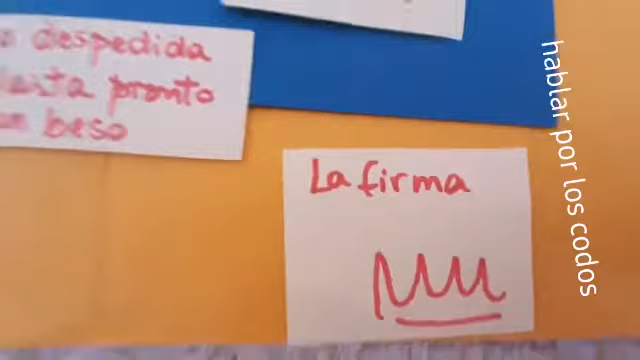 despedida
hasta pronto
un beso
La firma
hablar por los codos